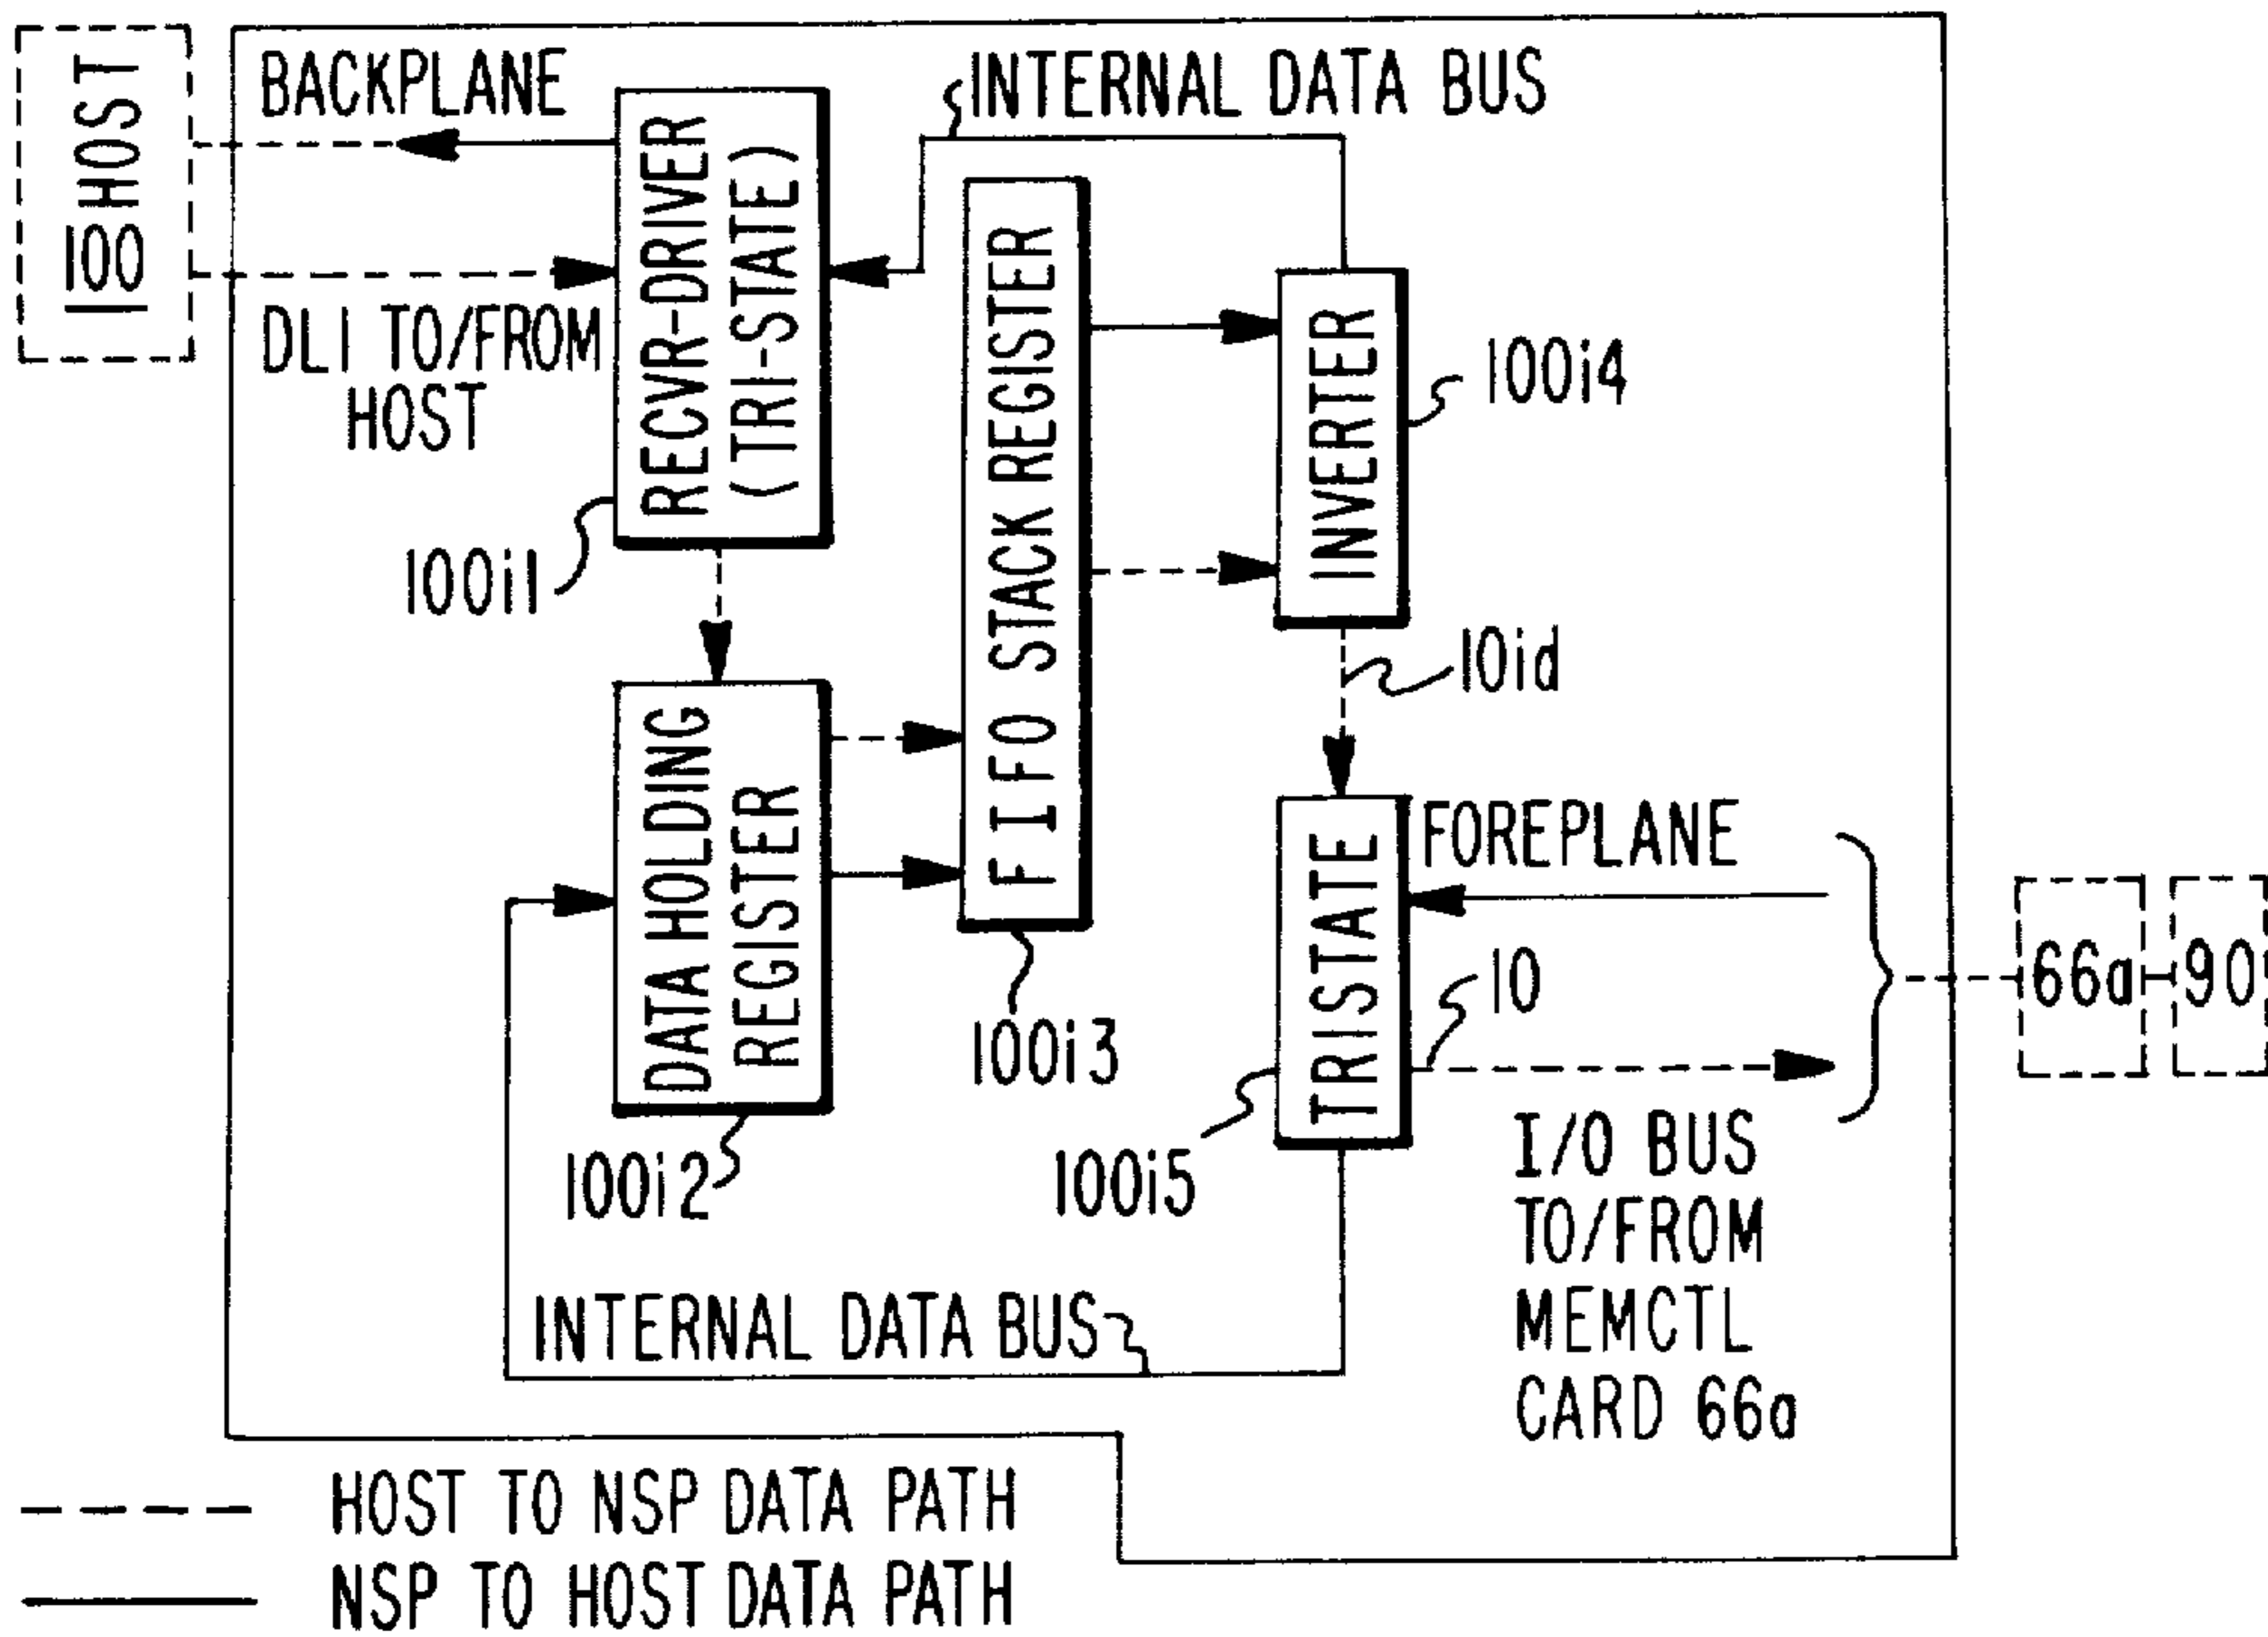 HOST
100
BACKPLANE
INTERNAL DATA BUS
DLI TO/FROM
HOST
RECVR-DRIVER
(TRI-STATE)
100i1
FIFO STACK REGISTER
INVERTER
100i4
10id
DATA HOLDING
REGISTER
100i2
100i3
TRISTATE
100i5
FOREPLANE
10
66a
90
I/O BUS
TO/FROM
MEMCTL
CARD 66a
INTERNAL DATA BUS
HOST TO NSP DATA PATH
NSP TO HOST DATA PATH